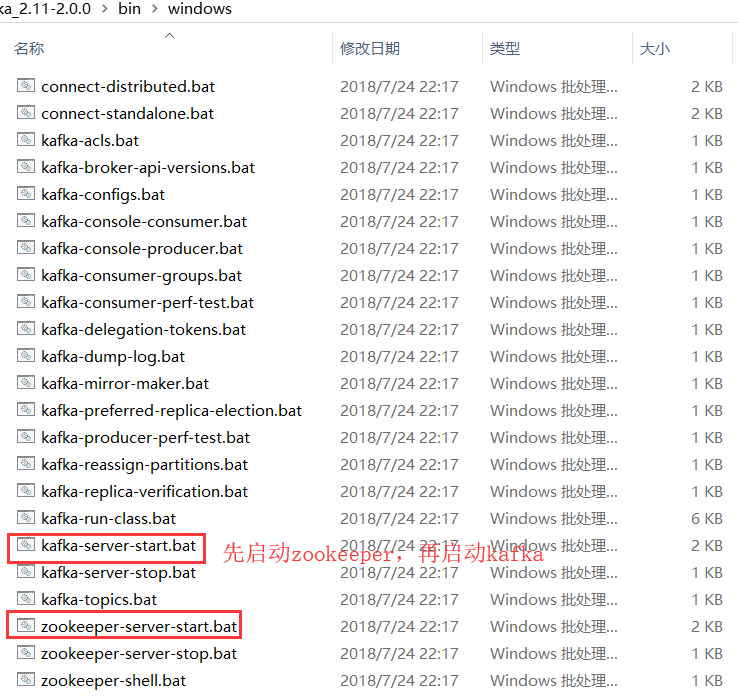 ka_2.11-2.0.0 > bin > windows
名称 修改日期 类型 大小
connect-distributed.bat 2018/7/24 22:17 Windows 批处理... 2 KB
connect-standalone.bat 2018/7/24 22:17 Windows 批处理... 2 KB
kafka-acls.bat 2018/7/24 22:17 Windows 批处理... 1 KB
kafka-broker-api-versions.bat 2018/7/24 22:17 Windows 批处理... 1 KB
kafka-configs.bat 2018/7/24 22:17 Windows 批处理... 1 KB
kafka-console-consumer.bat 2018/7/24 22:17 Windows 批处理... 1 KB
kafka-console-producer.bat 2018/7/24 22:17 Windows 批处理... 1 KB
kafka-consumer-groups.bat 2018/7/24 22:17 Windows 批处理... 1 KB
kafka-consumer-perf-test.bat 2018/7/24 22:17 Windows 批处理... 1 KB
kafka-delegation-tokens.bat 2018/7/24 22:17 Windows 批处理... 1 KB
kafka-dump-log.bat 2018/7/24 22:17 Windows 批处理... 1 KB
kafka-mirror-maker.bat 2018/7/24 22:17 Windows 批处理... 1 KB
kafka-preferred-replica-election.bat 2018/7/24 22:17 Windows 批处理... 1 KB
kafka-producer-perf-test.bat 2018/7/24 22:17 Windows 批处理... 1 KB
kafka-reassign-partitions.bat 2018/7/24 22:17 Windows 批处理... 1 KB
kafka-replica-verification.bat 2018/7/24 22:17 Windows 批处理... 1 KB
kafka-run-class.bat 2018/7/24 22:17 Windows 批处理... 6 KB
kafka-server-start.bat 2018/7/24 22:17 Windows 批处理... 2 KB
先启动zookeeper，再启动kafka
kafka-server-stop.bat 2018/7/24 22:17 Windows 批处理... 1 KB
kafka-topics.bat 2018/7/24 22:17 Windows 批处理... 1 KB
zookeeper-server-start.bat 2018/7/24 22:17 Windows 批处理... 2 KB
zookeeper-server-stop.bat 2018/7/24 22:17 Windows 批处理... 1 KB
zookeeper-shell.bat 2018/7/24 22:17 Windows 批处理... 1 KB